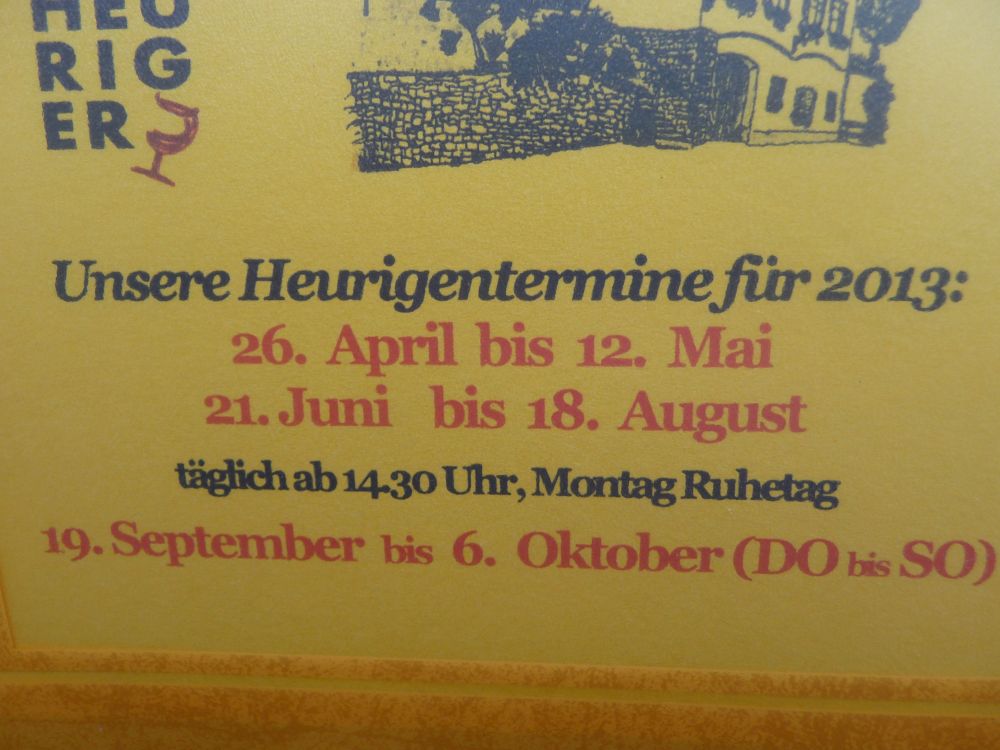 HEU
RIG
ER
Unsere Heurigentermine für 2013:
26. April bis 12. Mai
21. Juni bis 18. August
täglich ab 14.30 Uhr, Montag Ruhetag
19. September bis 6. Oktober (DO bis SO)